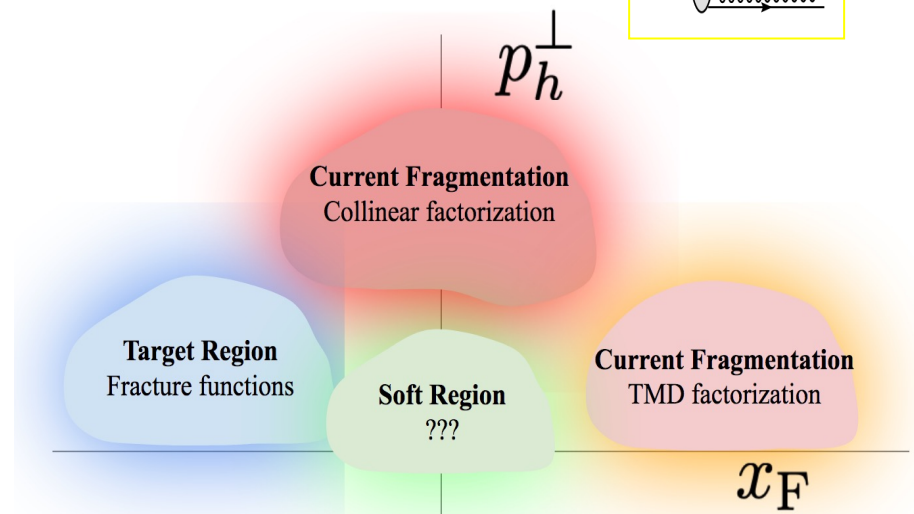 p_h^⊥
Current Fragmentation
Collinear factorization
Target Region
Fracture functions
Soft Region
???
Current Fragmentation
TMD factorization
x_F